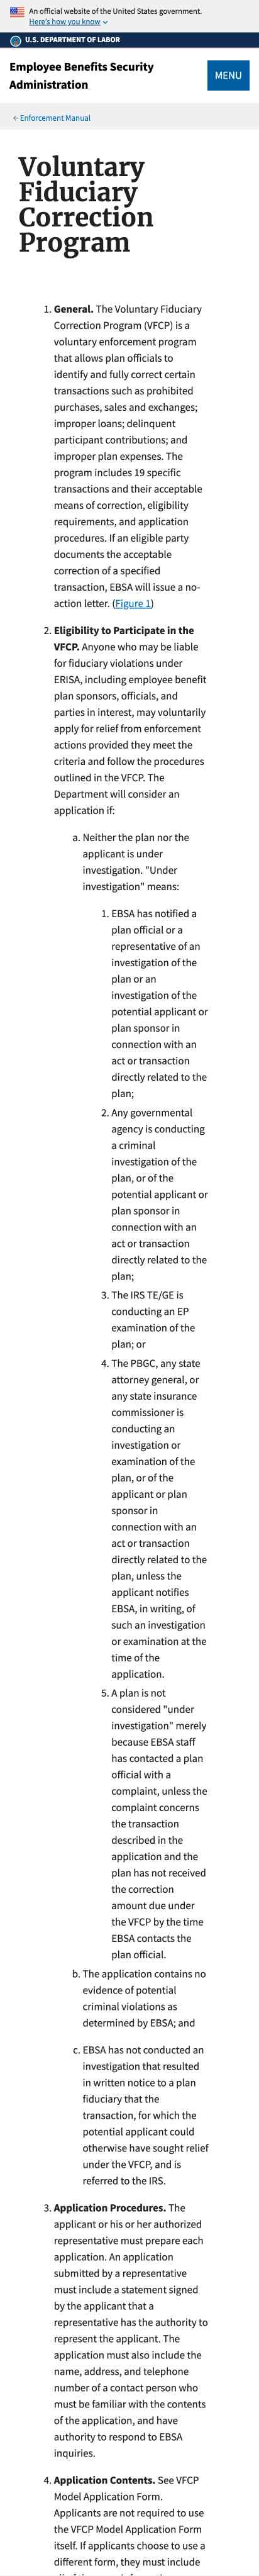 An official website of the United States government.
Here's how you know
U.S. DEPARTMENT OF LABOR
Employee Benefits Security
Administration
MENU
Enforcement Manual
Voluntary
Fiduciary
Correction
Program
1. General. The Voluntary Fiduciary
Correction Program (VFCP) is a
voluntary enforcement program
that allows plan officials to
identify and fully correct certain
transactions such as prohibited
purchases, sales and exchanges;
improper loans; delinquent
participant contributions; and
improper plan expenses. The
program includes 19 specific
transactions and their acceptable
means of correction, eligibility
requirements, and application
procedures. If an eligible party
documents the acceptable
correction of a specified
transaction, EBSA will issue a no-
action letter. (Figure 1)
2. Eligibility to Participate in the
VFCP. Anyone who may be liable
for fiduciary violations under
ERISA, including employee benefit
plan sponsors, officials, and
parties in interest, may voluntarily
apply for relief from enforcement
actions provided they meet the
criteria and follow the procedures
outlined in the VFCP. The
Department will consider an
application if:
a. Neither the plan nor the
applicant is under
investigation. "Under
investigation" means:
1. EBSA has notified a
plan official or a
representative of an
investigation of the
plan or an
investigation of the
potential applicant or
plan sponsor in
connection with an
act or transaction
directly related to the
plan;
2. Any governmental
agency is conducting
a criminal
investigation of the
plan, or of the
potential applicant or
plan sponsor in
connection with an
act or transaction
directly related to the
plan;
3. The IRS TE/GE is
conducting an EP
examination of the
plan; or
4. The PBGC, any state
attorney general, or
any state insurance
commissioner is
conducting an
investigation or
examination of the
plan, or of the
applicant or plan
sponsor in
connection with an
act or transaction
directly related to the
plan, unless the
applicant notifies
EBSA, in writing, of
such an investigation
or examination at the
time of the
application.
5. A plan is not
considered "under
investigation" merely
because EBSA staff
has contacted a plan
official with a
complaint, unless the
complaint concerns
the transaction
described in the
application and the
plan has not received
the correction
amount due under
the VFCP by the time
EBSA contacts the
plan official.
b. The application contains no
evidence of potential
criminal violations as
determined by EBSA; and
c. EBSA has not conducted an
investigation that resulted
in written notice to a plan
fiduciary that the
transaction, for which the
potential applicant could
otherwise have sought relief
under the VFCP, and is
referred to the IRS.
3. Application Procedures. The
applicant or his or her authorized
representative must prepare each
application. An application
submitted by a representative
must include a statement signed
by the applicant that a
representative has the authority to
represent the applicant. The
application must also include the
name, address, and telephone
number of a contact person who
must be familiar with the contents
of the application, and have
authority to respond to EBSA
inquiries.
4. Application Contents. See VFCP
Model Application Form.
Applicants are not required to use
the VFCP Model Application Form
itself. If applicants choose to use a
different form, they must include